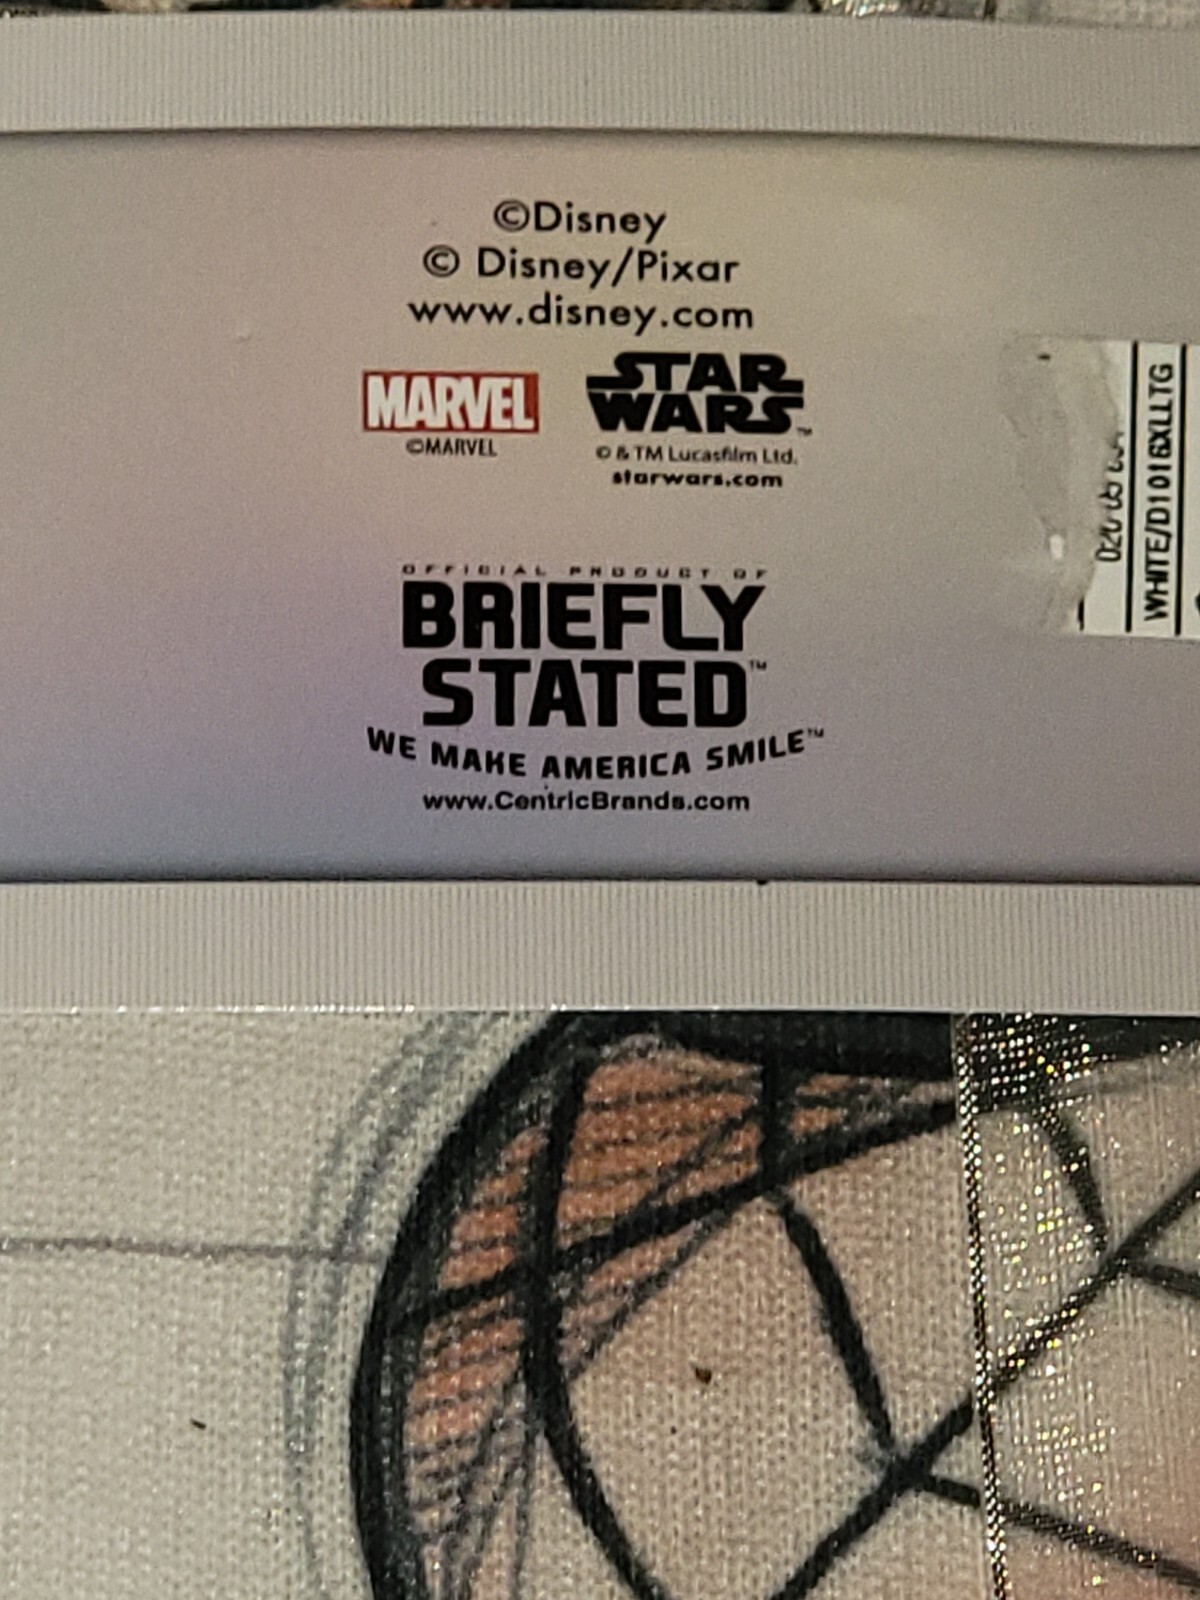 ©Disney
© Disney/Pixar
www.disney.com
MARVEL
©MARVEL
STAR
WARS™
© & TM Lucasfilm Ltd.
starwars.com
OFFICIAL PRODUCT OF
BRIEFLY
STATED™
WE MAKE AMERICA SMILE™
www.CentricBrands.com
WHITE/D1016XLLTG